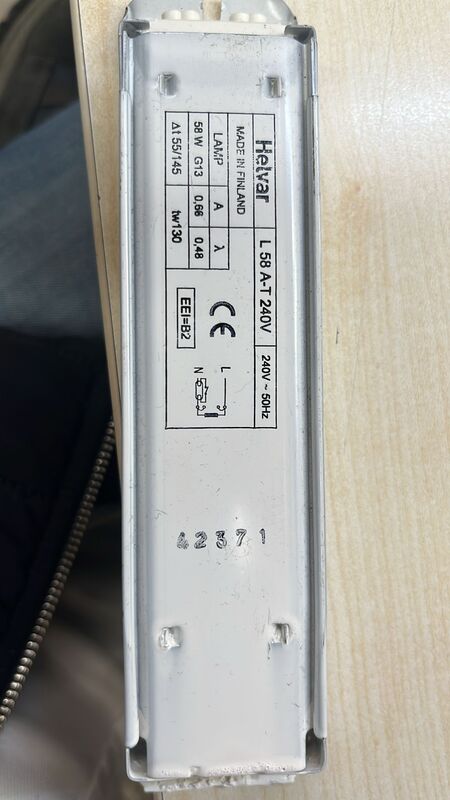 Helvar
L 58 A-T 240V
240V ~ 50Hz
MADE IN FINLAND
LAMP
A
λ
58 W G13
0,66
0,48
Δt 55/145
tw130
CE
EEI=B2
L
N